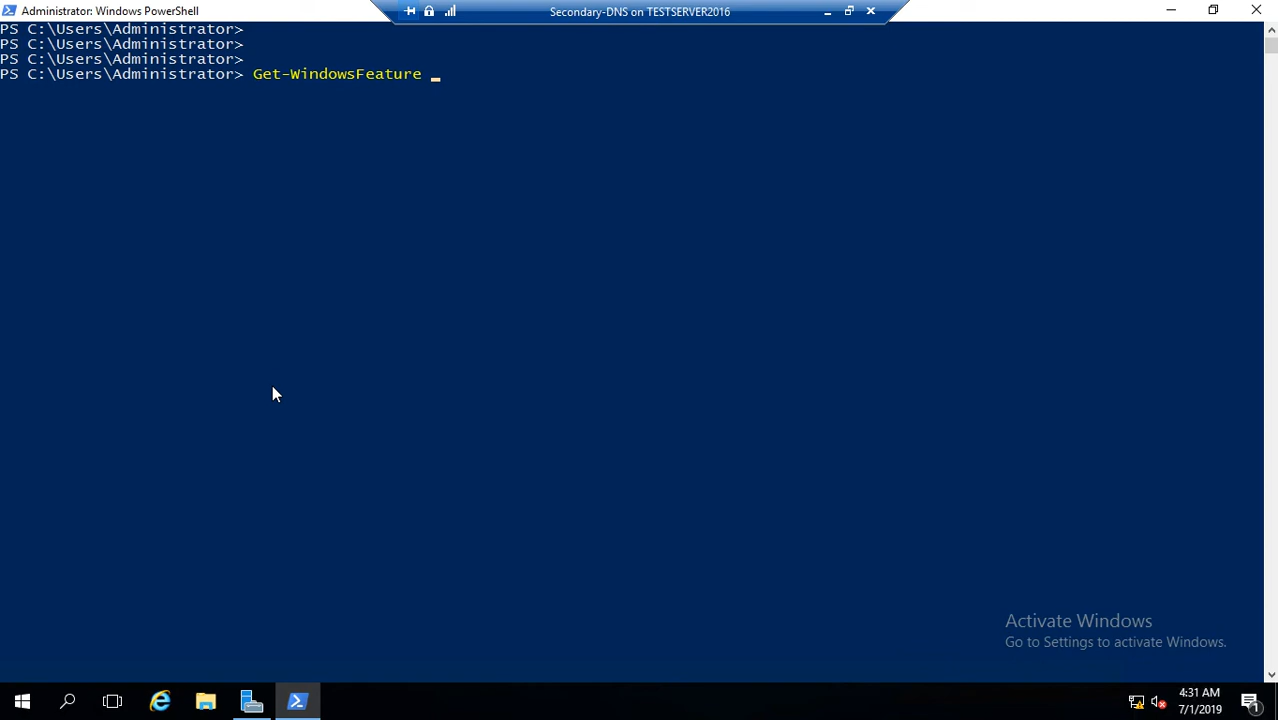 Administrator: Windows PowerShell
Secondary-DNS on TESTSERVER2016
PS C:\Users\Administrator>
PS C:\Users\Administrator>
PS C:\Users\Administrator>
PS C:\Users\Administrator> Get-WindowsFeature _
Activate Windows
Go to Settings to activate Windows.
4:31 AM
7/1/2019
1